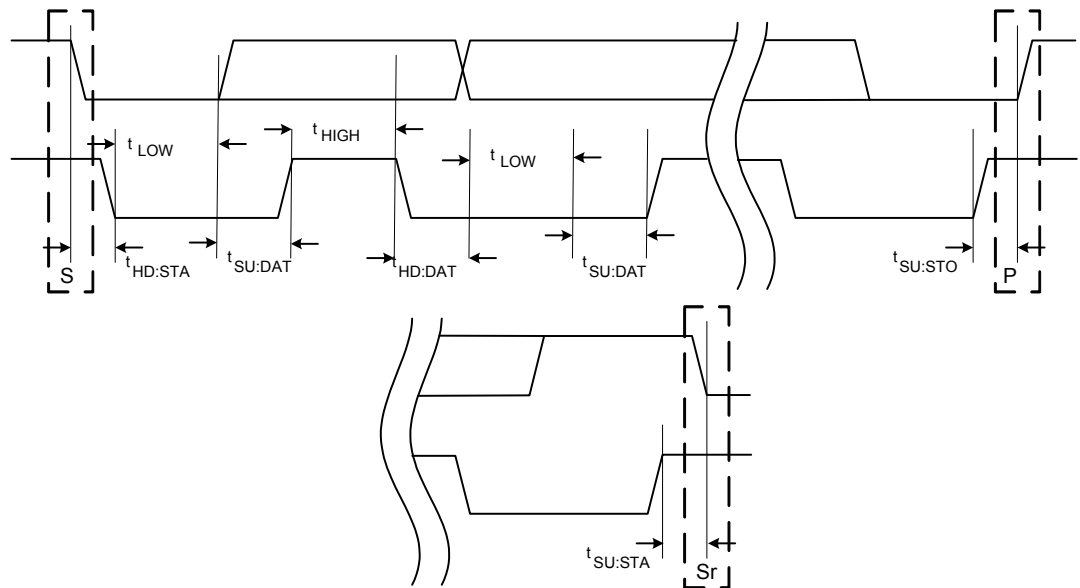 t LOW
t HIGH
t LOW
S
t HD:STA
t SU:DAT
t HD:DAT
t SU:DAT
t SU:STO
P
t SU:STA
Sr